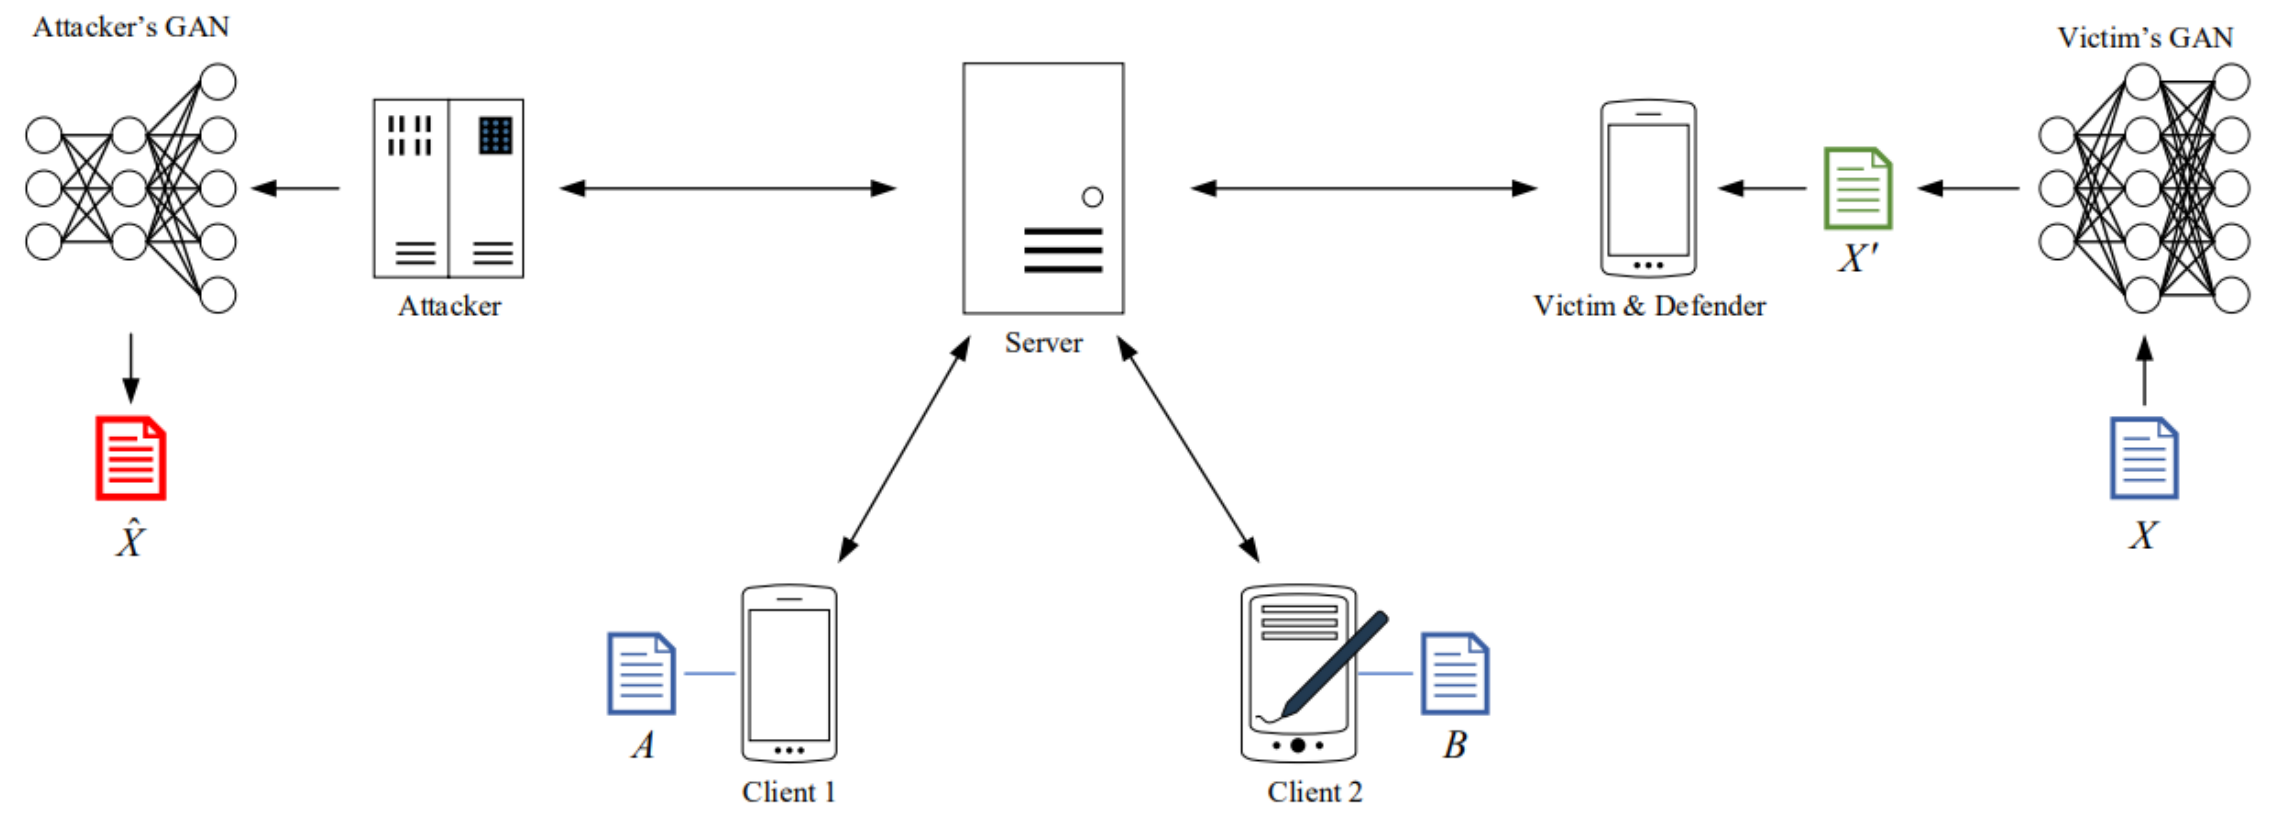 Attacker's GAN
Victim's GAN
X'
Attacker
Victim & Defender
Server
X̂
X
A
B
Client 1
Client 2